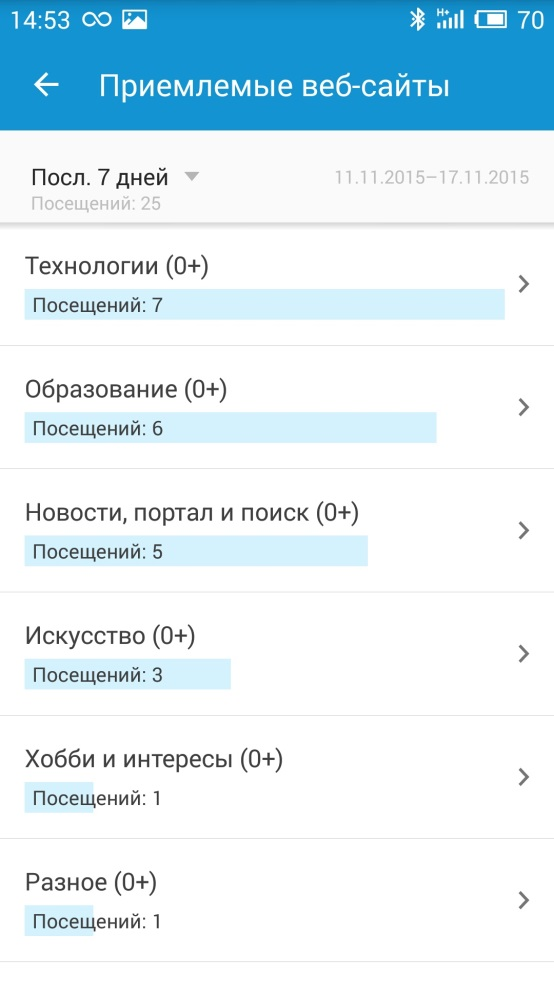 14:53 H+ 70
Приемлемые веб-сайты
Посл. 7 дней 11.11.2015–17.11.2015
Посещений: 25
Технологии (0+)
Посещений: 7
Образование (0+)
Посещений: 6
Новости, портал и поиск (0+)
Посещений: 5
Искусство (0+)
Посещений: 3
Хобби и интересы (0+)
Посещений: 1
Разное (0+)
Посещений: 1